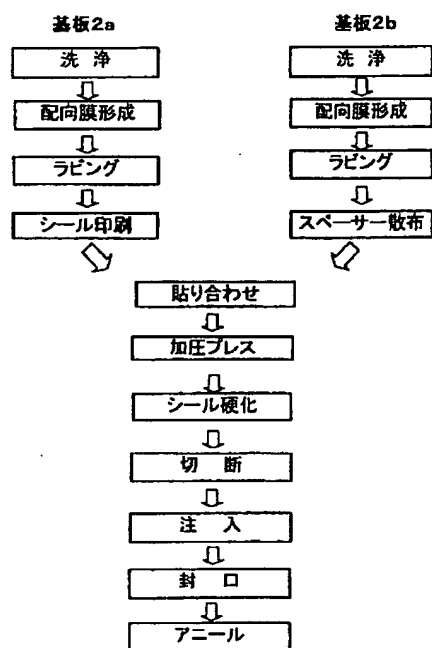 基板2a
洗 浄
配向膜形成
ラビング
シール印刷
基板2b
洗 浄
配向膜形成
ラビング
スペーサー散布
貼り合わせ
加圧プレス
シール硬化
切 断
注 入
封 口
アニール